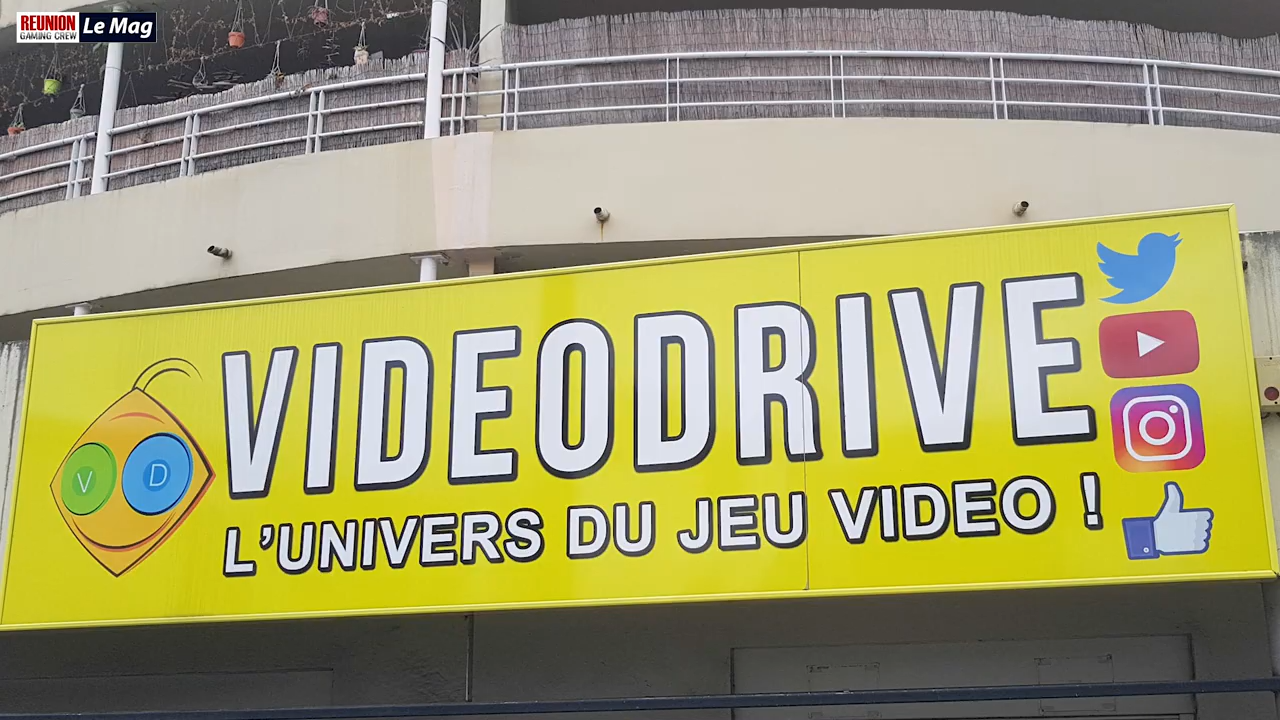 REUNION
GAMING CREW
Le Mag
VIDEODRIVE
V D
L'UNIVERS DU JEU VIDEO !